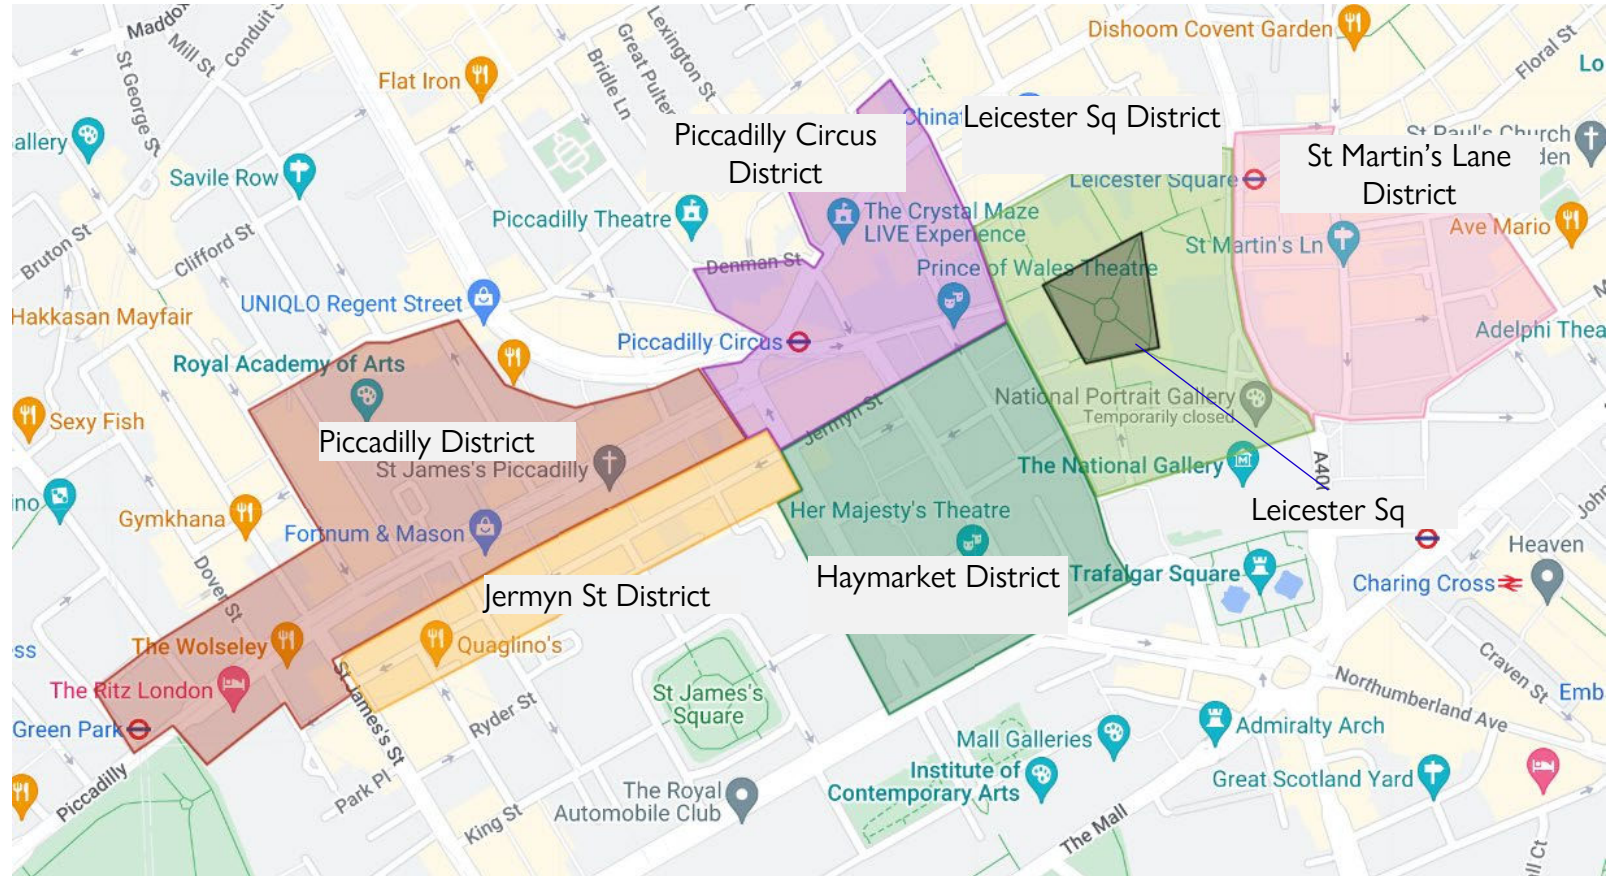 Maddox
Mill St
Conduit S
St George St
Lexington St
Great Pulter
Bridle Ln
Flat Iron
Dishoom Covent Garden
Floral St
Lo
allery
Savile Row
Piccadilly Circus
District
China
Leicester Sq District
St Paul's Church
den
St Martin's Lane
District
Leicester Square
Piccadilly Theatre
The Crystal Maze
LIVE Experience
Bruton St
Clifford St
Denman St
Prince of Wales Theatre
St Martin's Ln
Ave Mario
UNIQLO Regent Street
Hakkasan Mayfair
Piccadilly Circus
Adelphi Thea
Royal Academy of Arts
Sexy Fish
National Portrait Gallery
Temporarily closed
Jermyn St
Piccadilly District
St James's Piccadilly
The National Gallery
A400
ino
Gymkhana
Fortnum & Mason
Her Majesty's Theatre
Leicester Sq
John
Heaven
Dover St
Jermyn St District
Haymarket District
Trafalgar Square
Charing Cross
The Wolseley
Quaglino's
ess
The Ritz London
St James's St
Ryder St
St James's
Square
Craven St
Northumberland Ave
Emb
Green Park
Mall Galleries
Admiralty Arch
Piccadilly
Park Pl
King St
The Royal
Automobile Club
Institute of
Contemporary Arts
Great Scotland Yard
The Mall
all Ct